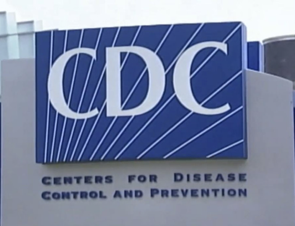 CDC
CENTERS FOR DISEASE
CONTROL AND PREVENTION